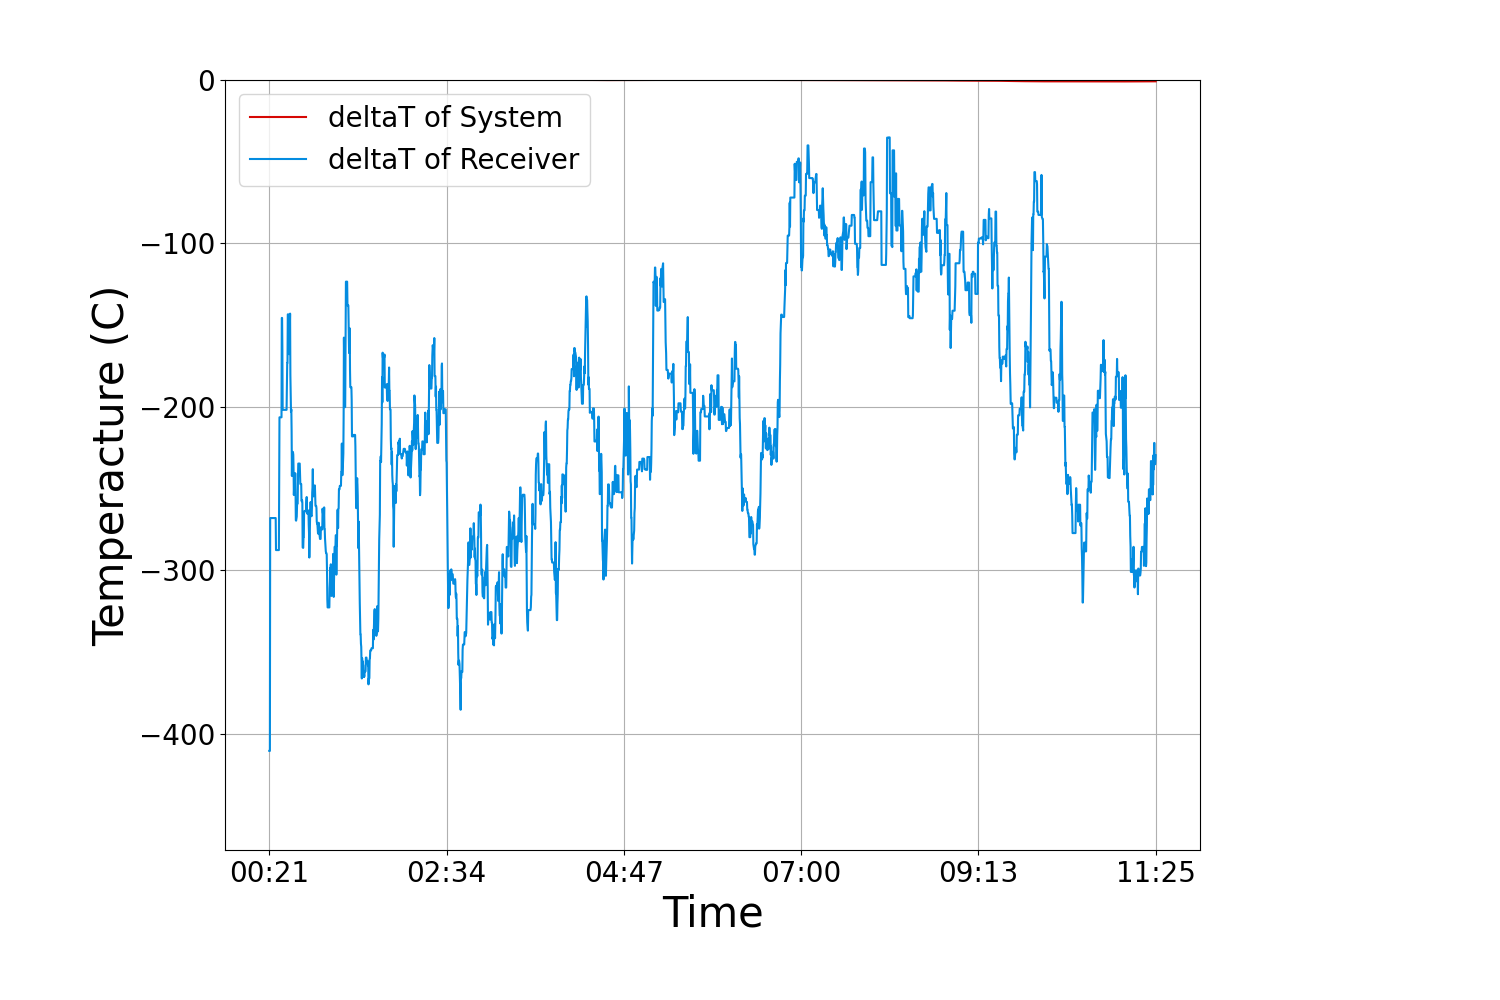 deltaT of System
deltaT of Receiver
0
−100
−200
−300
−400
Temperacture (C)
00:21 02:34 04:47 07:00 09:13 11:25
Time